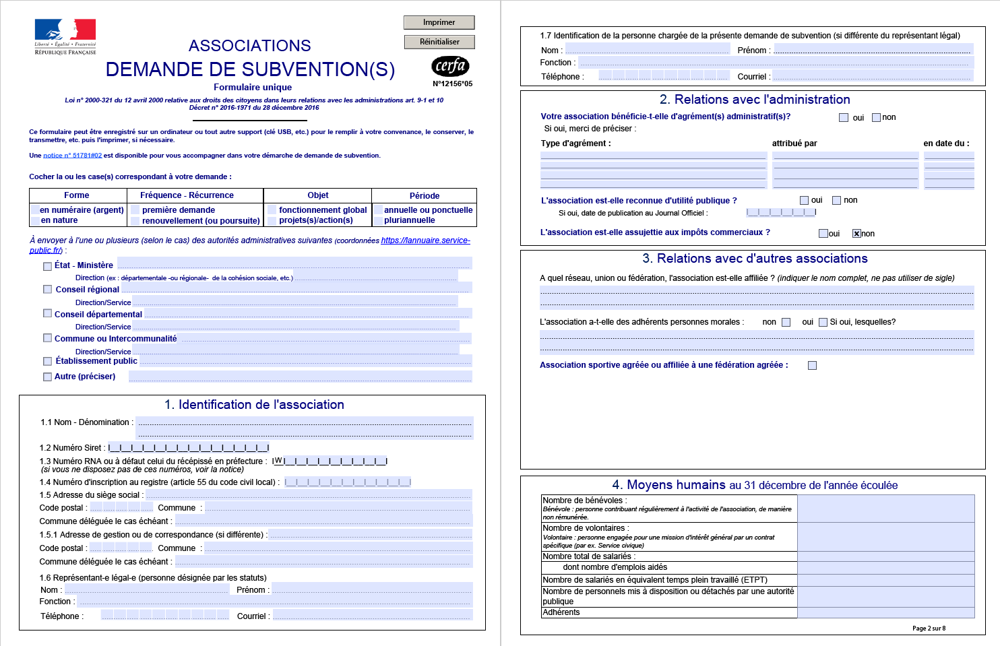 Imprimer
Réinitialiser
Liberté • Égalité • Fraternité
RÉPUBLIQUE FRANÇAISE
cerfa
N°12156*05
ASSOCIATIONS
DEMANDE DE SUBVENTION(S)
Formulaire unique
Loi n° 2000-321 du 12 avril 2000 relative aux droits des citoyens dans leurs relations avec les administrations art. 9-1 et 10
Décret n° 2016-1971 du 28 décembre 2016
Ce formulaire peut être enregistré sur un ordinateur ou tout autre support (clé USB, etc.) pour le remplir à votre convenance, le conserver, le
transmettre, etc. puis l'imprimer, si nécessaire.
Une notice n° 51781#02 est disponible pour vous accompagner dans votre démarche de demande de subvention.
Cocher la ou les case(s) correspondant à votre demande :
Forme Fréquence - Récurrence Objet Période
en numéraire (argent) première demande fonctionnement global annuelle ou ponctuelle
en nature renouvellement (ou poursuite) projets(s)/action(s) pluriannuelle
À envoyer à l'une ou plusieurs (selon le cas) des autorités administratives suivantes (coordonnées https://lannuaire.service-
public.fr/) :
État - Ministère
Direction (ex : départementale -ou régionale- de la cohésion sociale, etc.)
Conseil régional
Direction/Service
Conseil départemental
Direction/Service
Commune ou Intercommunalité
Direction/Service
Établissement public
Autre (préciser)
1. Identification de l'association
1.1 Nom - Dénomination :
1.2 Numéro Siret :
1.3 Numéro RNA ou à défaut celui du récépissé en préfecture : W
(si vous ne disposez pas de ces numéros, voir la notice)
1.4 Numéro d'inscription au registre (article 55 du code civil local) :
1.5 Adresse du siège social :
Code postal : Commune :
Commune déléguée le cas échéant :
1.5.1 Adresse de gestion ou de correspondance (si différente) :
Code postal : Commune :
Commune déléguée le cas échéant :
1.6 Représentant-e légal-e (personne désignée par les statuts)
Nom : Prénom :
Fonction :
Téléphone : Courriel :
1.7 Identification de la personne chargée de la présente demande de subvention (si différente du représentant légal)
Nom : Prénom :
Fonction :
Téléphone : Courriel :
2. Relations avec l'administration
Votre association bénéficie-t-elle d'agrément(s) administratif(s)? oui non
Si oui, merci de préciser :
Type d'agrément : attribué par en date du :
L'association est-elle reconnue d'utilité publique ? oui non
Si oui, date de publication au Journal Officiel :
L'association est-elle assujettie aux impôts commerciaux ? oui x non
3. Relations avec d'autres associations
A quel réseau, union ou fédération, l'association est-elle affiliée ? (indiquer le nom complet, ne pas utiliser de sigle)
L'association a-t-elle des adhérents personnes morales : non oui Si oui, lesquelles?
Association sportive agréée ou affiliée à une fédération agréée :
4. Moyens humains au 31 décembre de l'année écoulée
Nombre de bénévoles :
Bénévole : personne contribuant régulièrement à l'activité de l'association, de manière
non rémunérée.
Nombre de volontaires :
Volontaire : personne engagée pour une mission d'intérêt général par un contrat
spécifique (par ex. Service civique)
Nombre total de salariés :
dont nombre d'emplois aidés
Nombre de salariés en équivalent temps plein travaillé (ETPT)
Nombre de personnels mis à disposition ou détachés par une autorité
publique
Adhérents
Page 2 sur 8